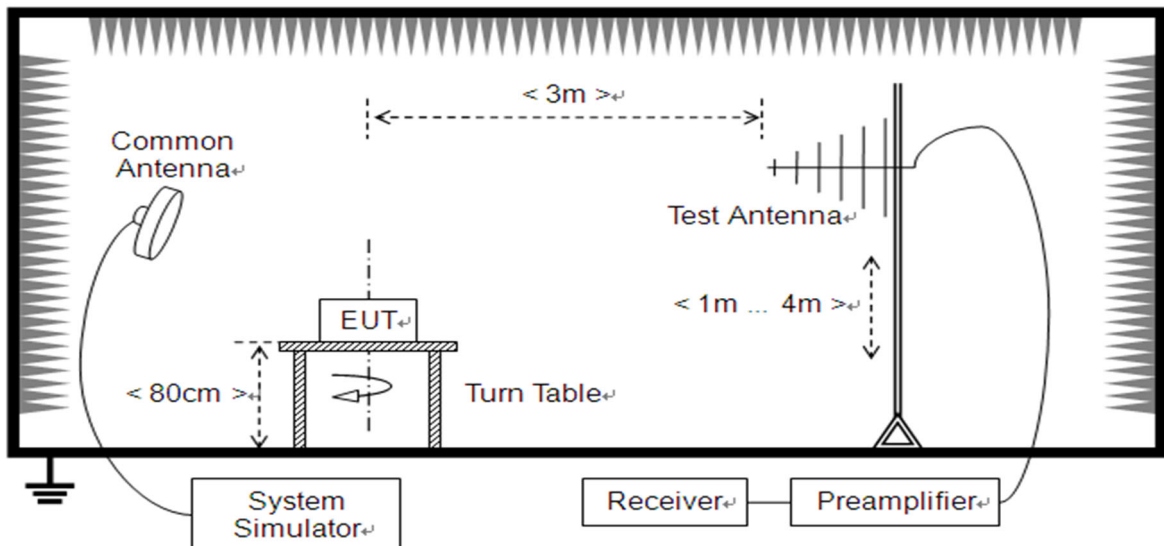 < 3m >↵
Common
Antenna↵
Test Antenna↵
< 1m ... 4m >↵
EUT↵
< 80cm >↵
Turn Table↵
System
Simulator↵
Receiver↵
Preamplifier↵